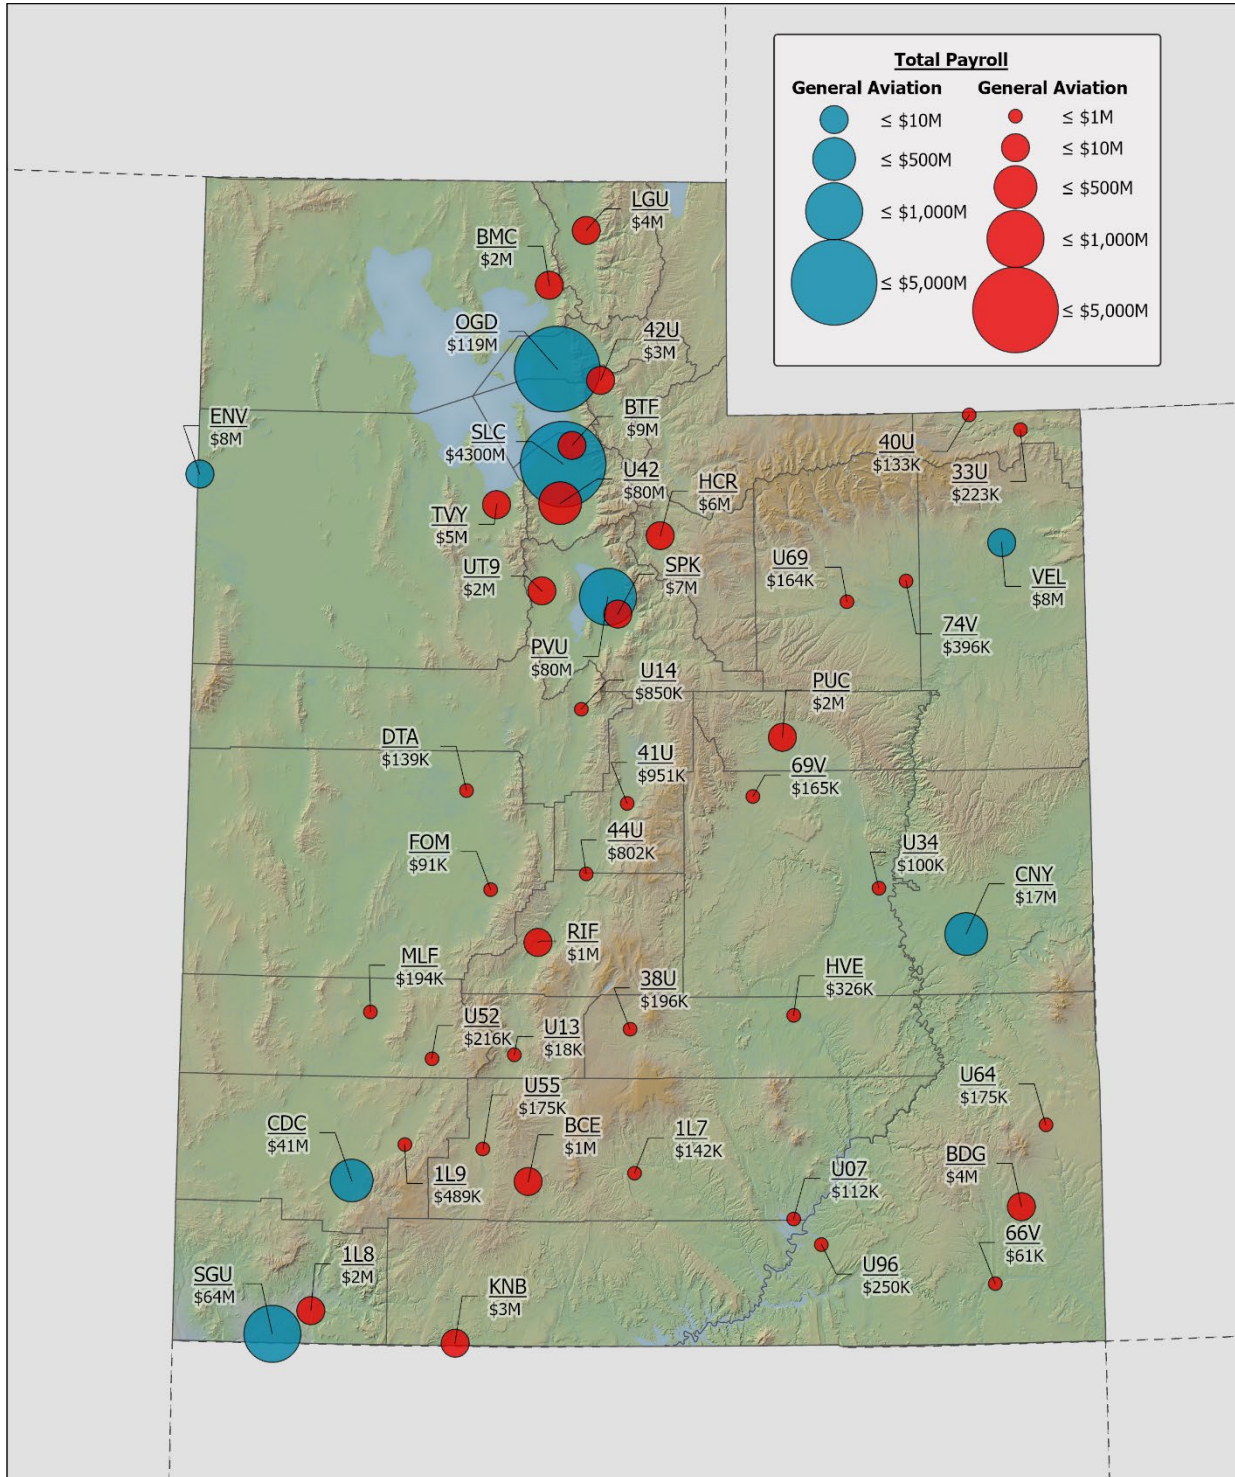 Total Payroll
General Aviation
General Aviation
≤ $10M
≤ $500M
≤ $1,000M
≤ $5,000M
≤ $1M
≤ $10M
≤ $500M
≤ $1,000M
≤ $5,000M
LGU
$4M
BMC
$2M
OGD
$119M
42U
$3M
ENV
$8M
BTF
$9M
SLC
$4300M
U42
$80M
40U
$133K
33U
$223K
HCR
$6M
TVY
$5M
UT9
$2M
SPK
$7M
U69
$164K
VEL
$8M
74V
$396K
PVU
$80M
U14
$850K
PUC
$2M
DTA
$139K
41U
$951K
69V
$165K
FOM
$91K
44U
$802K
U34
$100K
CNY
$17M
RIF
$1M
MLF
$194K
38U
$196K
HVE
$326K
U52
$216K
U13
$18K
U64
$175K
U55
$175K
CDC
$41M
BCE
$1M
1L7
$142K
1L9
$489K
BDG
$4M
U07
$112K
66V
$61K
U96
$250K
1L8
$2M
SGU
$64M
KNB
$3M